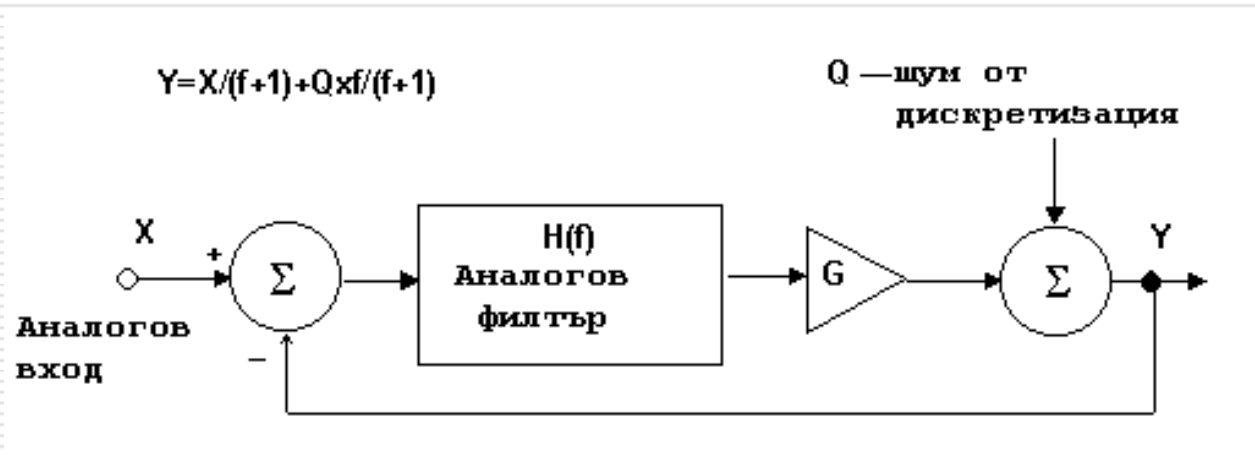 Y=X/(f+1)+Qxf/(f+1)
Q —шум от
дискретизация
X
+
Σ
H(f)
Аналогов
филтър
G
Σ
Y
Аналогов
вход
–